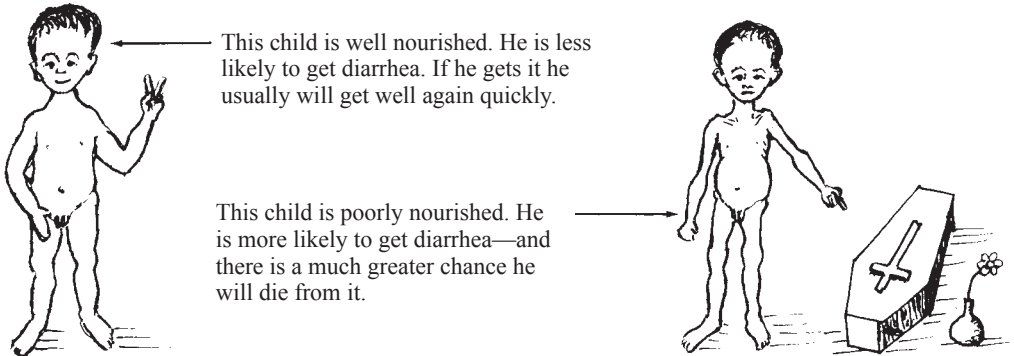 This child is well nourished. He is less
likely to get diarrhea. If he gets it he
usually will get well again quickly.
This child is poorly nourished. He
is more likely to get diarrhea—and
there is a much greater chance he
will die from it.